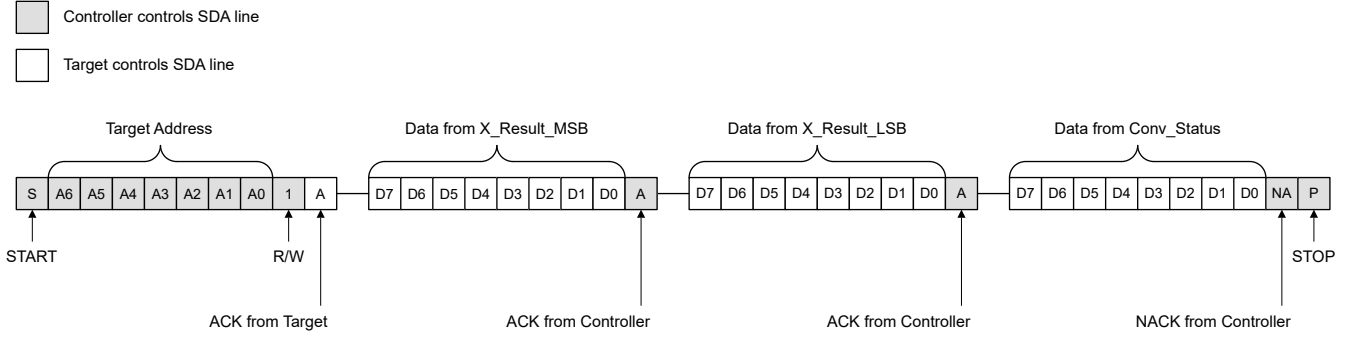 Controller controls SDA line
Target controls SDA line
Target Address
Data from X_Result_MSB
Data from X_Result_LSB
Data from Conv_Status
S A6 A5 A4 A3 A2 A1 A0 1 A D7 D6 D5 D4 D3 D2 D1 D0 A D7 D6 D5 D4 D3 D2 D1 D0 A D7 D6 D5 D4 D3 D2 D1 D0 NA P
START
R/W
STOP
ACK from Target
ACK from Controller
ACK from Controller
NACK from Controller